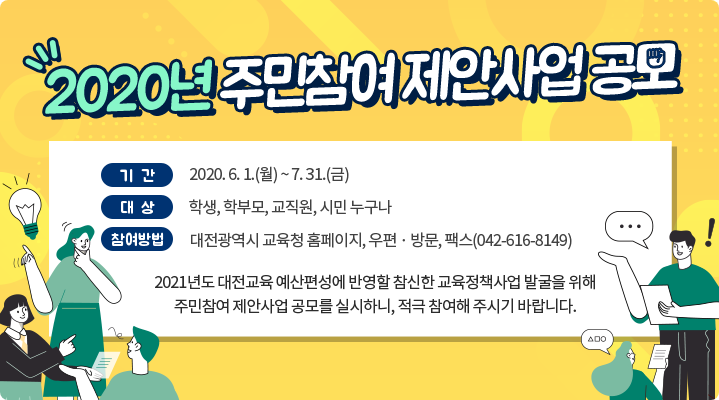 2020년 주민참여 제안사업 공모
기 간 2020. 6. 1.(월) ~ 7. 31.(금)
대 상 학생, 학부모, 교직원, 시민 누구나
참여방법 대전광역시 교육청 홈페이지, 우편 · 방문, 팩스(042-616-8149)
2021년도 대전교육 예산편성에 반영할 참신한 교육정책사업 발굴을 위해
주민참여 제안사업 공모를 실시하니, 적극 참여해 주시기 바랍니다.